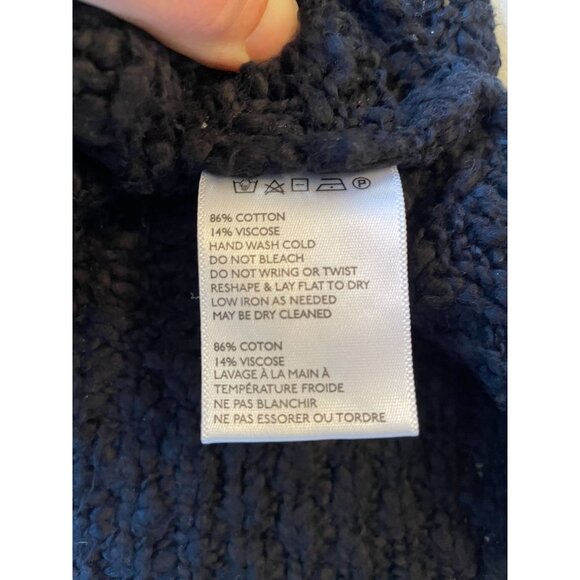 P
86% COTTON
14% VISCOSE
HAND WASH COLD
DO NOT BLEACH
DO NOT WRING OR TWIST
RESHAPE & LAY FLAT TO DRY
LOW IRON AS NEEDED
MAY BE DRY CLEANED
86% COTON
14% VISCOSE
LAVAGE À LA MAIN À
TEMPÉRATURE FROIDE
NE PAS BLANCHIR
NE PAS ESSORER OU TORDRE